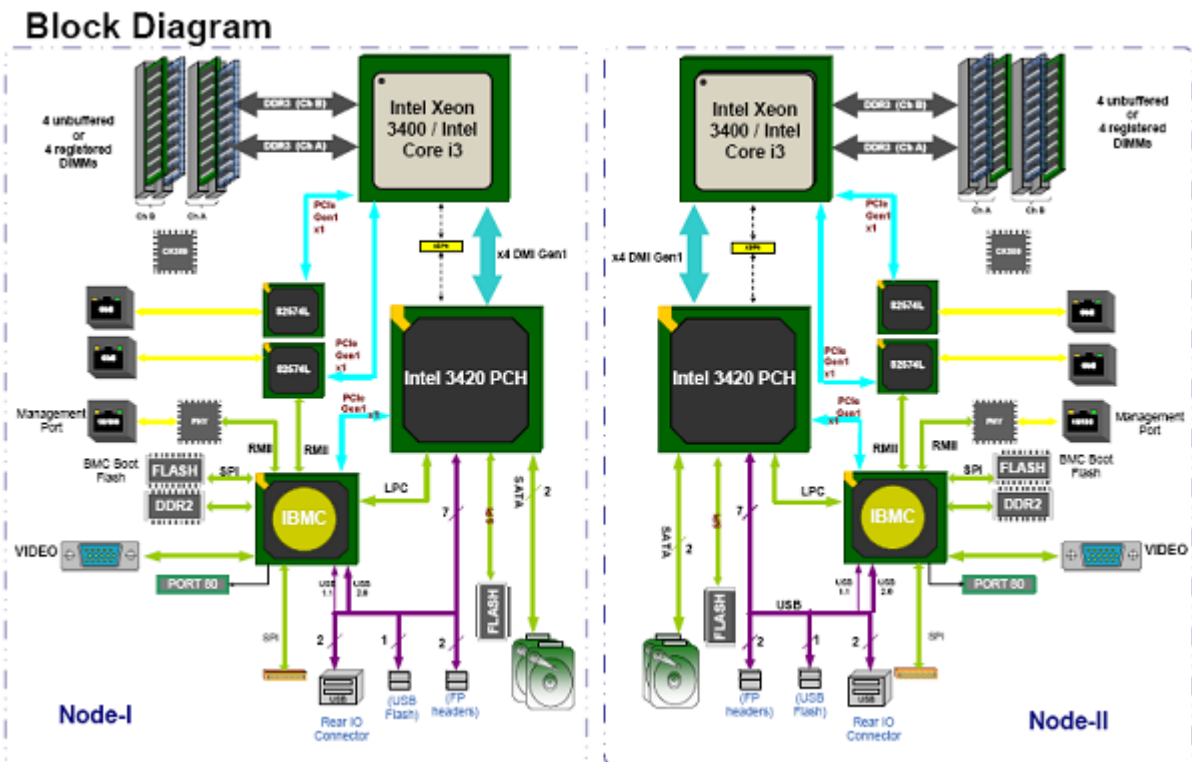 Block Diagram
4 unbuffered
or
4 registered
DIMMs
DDR3 (Ch B)
DDR3 (Ch A)
Ch B
Ch A
Intel Xeon
3400 / Intel
Core i3
PCIe
Gen1
x1
x4 DMI Gen1
82574L
82574L
PCIe
Gen1
x1
Intel 3420 PCH
PCIe
Gen1
x1
Management
Port
10/100
PHY
RMII
RMII
BMC Boot
Flash
FLASH
SPI
DDR2
IBMC
LPC
7
SPI
SATA
2
VIDEO
PORT 80
USB
1.1
USB
2.0
SPI
2
1
2
FLASH
USB
Rear IO
Connector
(USB
Flash)
(FP
headers)
Node-I
Intel Xeon
3400 / Intel
Core i3
DDR3 (Ch B)
DDR3 (Ch A)
4 unbuffered
or
4 registered
DIMMs
Ch A
Ch B
PCIe
Gen1
x1
x4 DMI Gen1
82574L
82574L
PCIe
Gen1
x1
Intel 3420 PCH
PCIe
Gen1
x1
Management
Port
10/100
PHY
RMII
RMII
BMC Boot
Flash
FLASH
SPI
DDR2
IBMC
LPC
7
SPI
SATA
2
VIDEO
PORT 80
USB
1.1
USB
2.0
USB
SPI
2
1
2
FLASH
(FP
headers)
(USB
Flash)
USB
Rear IO
Connector
Node-II